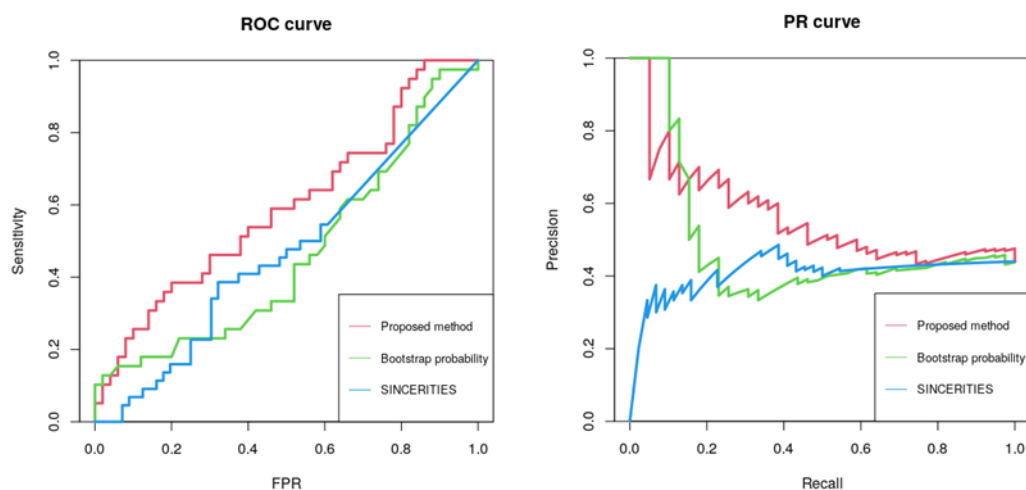 ROC curve
Sensitivity
1.0
0.8
0.6
0.4
0.2
0.0
Proposed method
Bootstrap probability
SINCERITIES
0.0 0.2 0.4 0.6 0.8 1.0
FPR
PR curve
Precision
1.0
0.8
0.6
0.4
0.2
0.0
Proposed method
Bootstrap probability
SINCERITIES
0.0 0.2 0.4 0.6 0.8 1.0
Recall